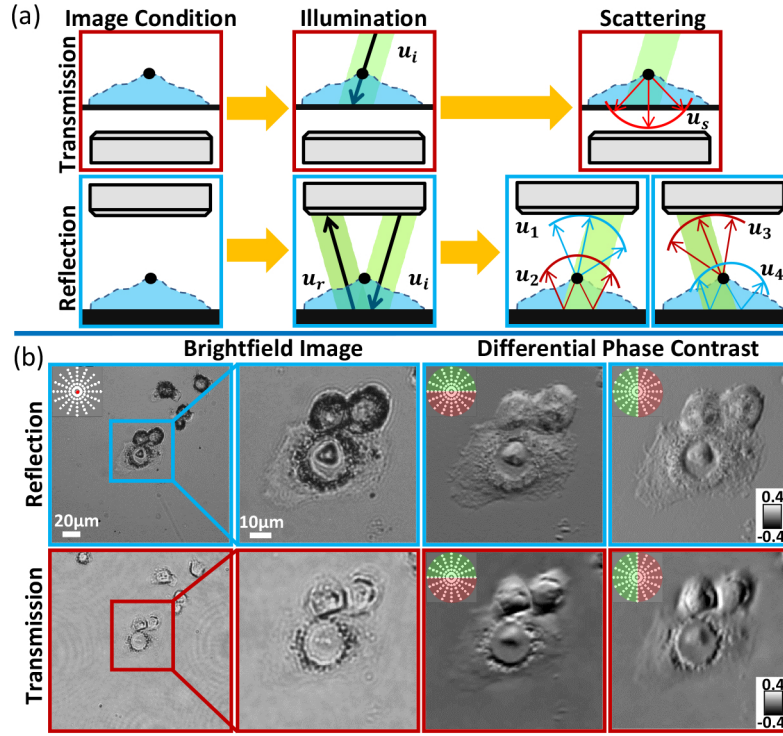 (a)
Image Condition
Illumination
Scattering
Transmission
u_i
u_s
Reflection
u_r
u_i
u_1
u_2
u_3
u_4
(b)
Brightfield Image
Differential Phase Contrast
Reflection
20μm
10μm
0.4
-0.4
Transmission
0.4
-0.4